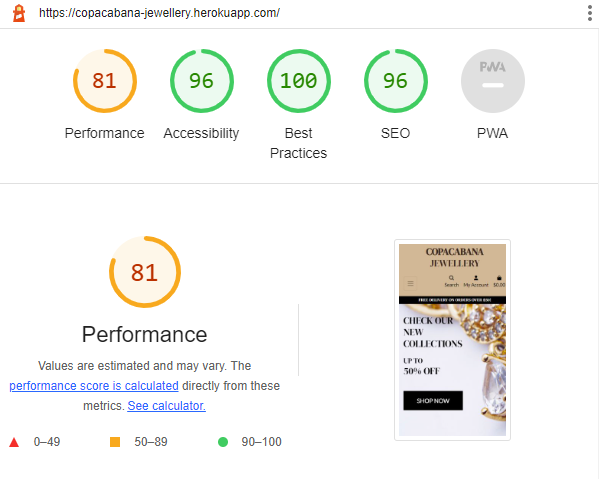 https://copacabana-jewellery.herokuapp.com/
81
96
100
96
PWA
Performance
Accessibility
Best
Practices
SEO
PWA
81
Performance
Values are estimated and may vary. The
performance score is calculated directly from these
metrics. See calculator.
0–49
50–89
90–100
COPACABANA
JEWELLERY
Search
My Account
$0.00
FREE DELIVERY ON ORDERS OVER $100!
CHECK OUR
NEW
COLLECTIONS
UP TO
50% OFF
SHOP NOW